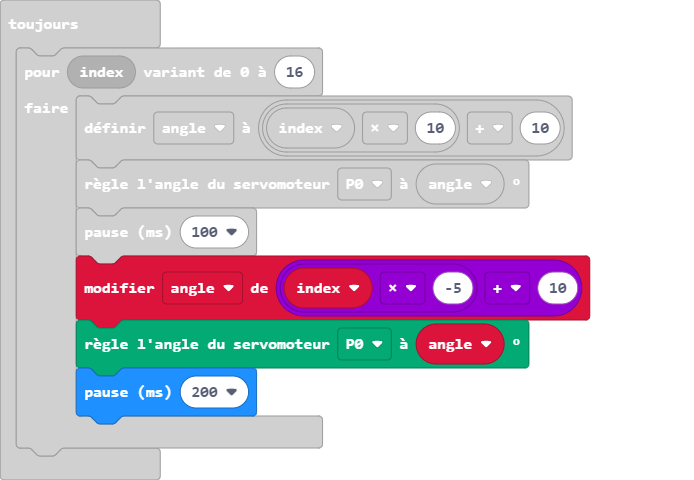 toujours
pour index variant de 0 à 16
faire
définir angle à index × 10 + 10
règle l'angle du servomoteur P0 à angle °
pause (ms) 100
modifier angle de index × -5 + 10
règle l'angle du servomoteur P0 à angle °
pause (ms) 200